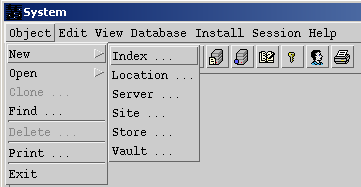 System
Object Edit View Database Install Session Help
New
Open
Clone ...
Find ...
Delete ...
Print ...
Exit
Index ...
Location ...
Server ...
Site ...
Store ...
Vault ...